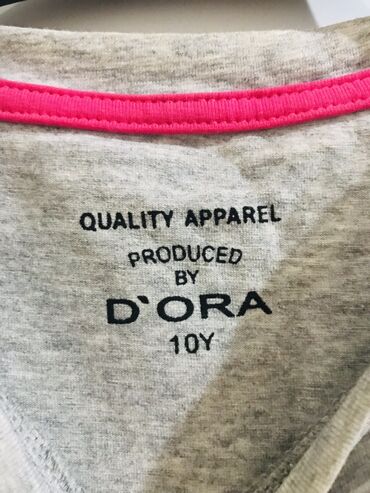 QUALITY APPAREL
PRODUCED
BY
D`ORA
10Y